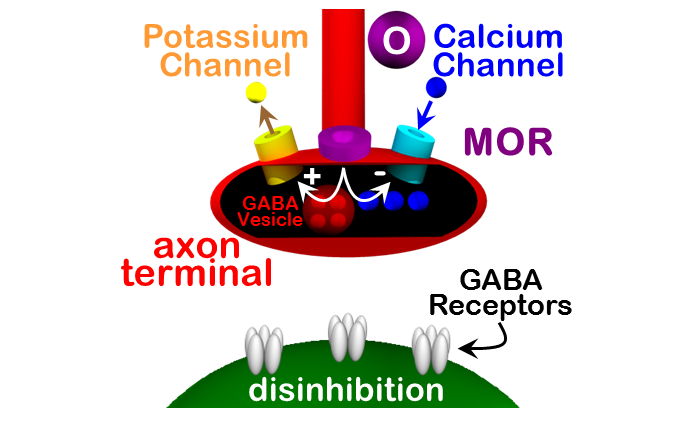 Potassium
Channel
O
Calcium
Channel
MOR
+
-
GABA
Vesicle
axon
terminal
GABA
Receptors
disinhibition